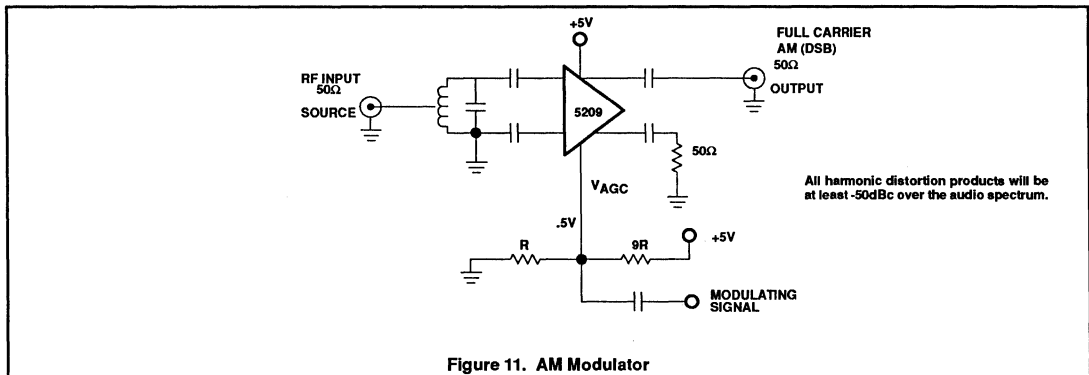 +5V
FULL CARRIER
AM (DSB)
50Ω
OUTPUT
RF INPUT
50Ω
SOURCE
5209
50Ω
VAGC
.5V
All harmonic distortion products will be
at least -50dBc over the audio spectrum.
R
9R
+5V
MODULATING
SIGNAL
Figure 11. AM Modulator